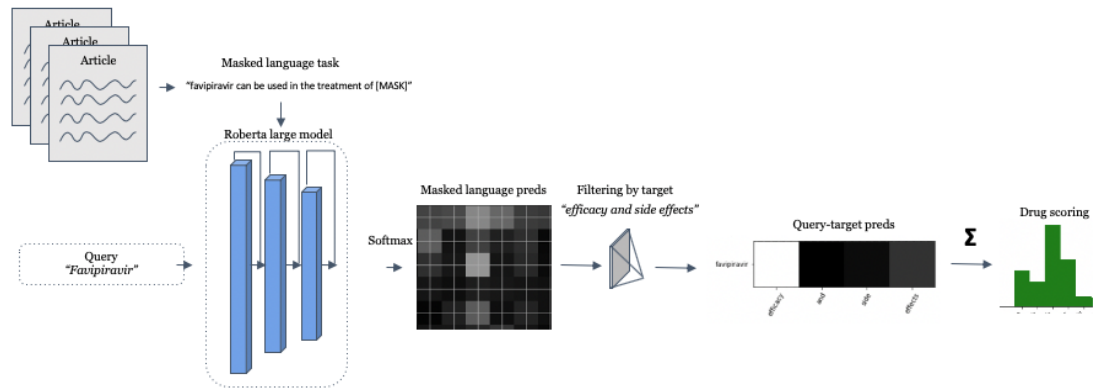 Article
Article
Article
Masked language task
“favipiravir can be used in the treatment of [MASK]”
Roberta large model
Query
“Favipiravir”
Softmax
Masked language preds
Filtering by target
“efficacy and side effects”
Query-target preds
favipiravir
efficacy
and
side
effects
Σ
Drug scoring